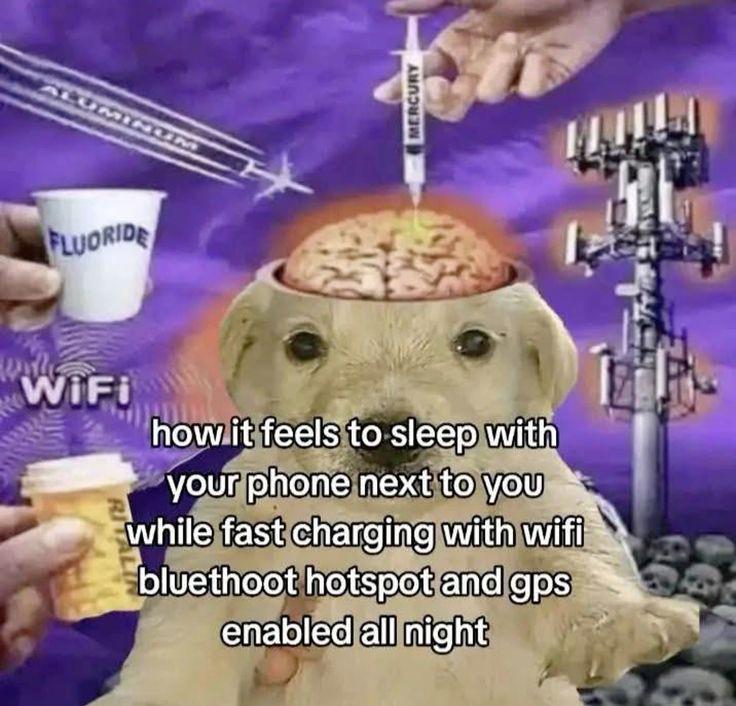 MERCURY
ALUMINUM
FLUORIDE
WiFi
how it feels to sleep with
your phone next to you
while fast charging with wifi
bluethoot hotspot and gps
enabled all night